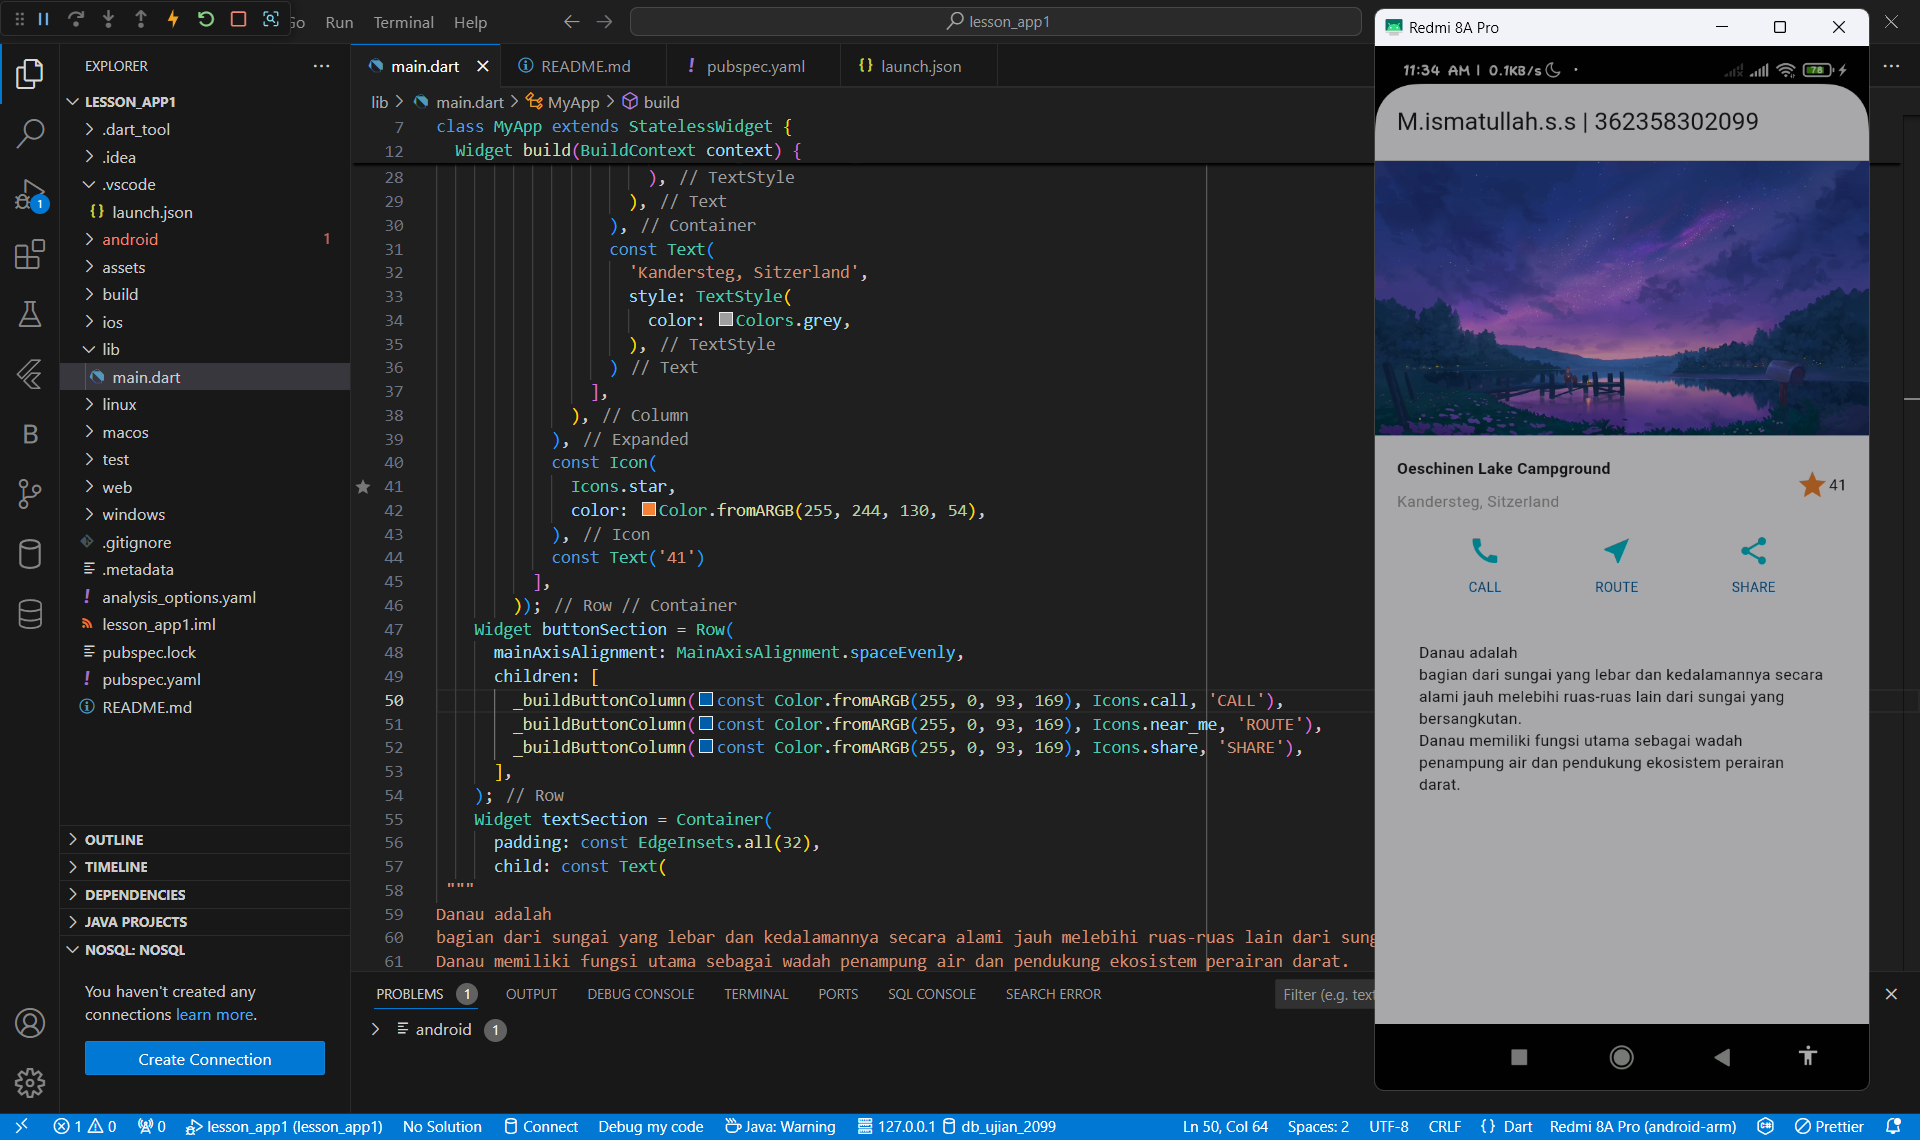 Go Run Terminal Help
lesson_app1
EXPLORER
LESSON_APP1
.dart_tool
.idea
.vscode
launch.json
android 1
assets
build
ios
lib
main.dart
linux
macos
test
web
windows
.gitignore
.metadata
analysis_options.yaml
lesson_app1.iml
pubspec.lock
pubspec.yaml
README.md
OUTLINE
TIMELINE
DEPENDENCIES
JAVA PROJECTS
NOSQL: NOSQL
You haven't created any
connections learn more.
Create Connection
main.dart README.md pubspec.yaml launch.json
lib > main.dart > MyApp > build
7 class MyApp extends StatelessWidget {
12 Widget build(BuildContext context) {
28 ), // TextStyle
29 ), // Text
30 ), // Container
31 const Text(
32 'Kandersteg, Sitzerland',
33 style: TextStyle(
34 color: Colors.grey,
35 ), // TextStyle
36 ) // Text
37 ],
38 ), // Column
39 ), // Expanded
40 const Icon(
41 Icons.star,
42 color: Color.fromARGB(255, 244, 130, 54),
43 ), // Icon
44 const Text('41')
45 ],
46 )); // Row // Container
47 Widget buttonSection = Row(
48 mainAxisAlignment: MainAxisAlignment.spaceEvenly,
49 children: [
50 _buildButtonColumn(const Color.fromARGB(255, 0, 93, 169), Icons.call, 'CALL'),
51 _buildButtonColumn(const Color.fromARGB(255, 0, 93, 169), Icons.near_me, 'ROUTE'),
52 _buildButtonColumn(const Color.fromARGB(255, 0, 93, 169), Icons.share, 'SHARE'),
53 ],
54 ); // Row
55 Widget textSection = Container(
56 padding: const EdgeInsets.all(32),
57 child: const Text(
58 """
59 Danau adalah
60 bagian dari sungai yang lebar dan kedalamannya secara alami jauh melebihi ruas-ruas lain dari sung
61 Danau memiliki fungsi utama sebagai wadah penampung air dan pendukung ekosistem perairan darat.
PROBLEMS 1 OUTPUT DEBUG CONSOLE TERMINAL PORTS SQL CONSOLE SEARCH ERROR Filter (e.g. text
android 1
Redmi 8A Pro
11:34 AM | 0.1KB/s 78
M.ismatullah.s.s | 362358302099
Oeschinen Lake Campground
Kandersteg, Sitzerland
41
CALL ROUTE SHARE
Danau adalah
bagian dari sungai yang lebar dan kedalamannya secara
alami jauh melebihi ruas-ruas lain dari sungai yang
bersangkutan.
Danau memiliki fungsi utama sebagai wadah
penampung air dan pendukung ekosistem perairan
darat.
1 0 0 lesson_app1 (lesson_app1) No Solution Connect Debug my code Java: Warning 127.0.0.1 db_ujian_2099 Ln 50, Col 64 Spaces: 2 UTF-8 CRLF {} Dart Redmi 8A Pro (android-arm) Prettier